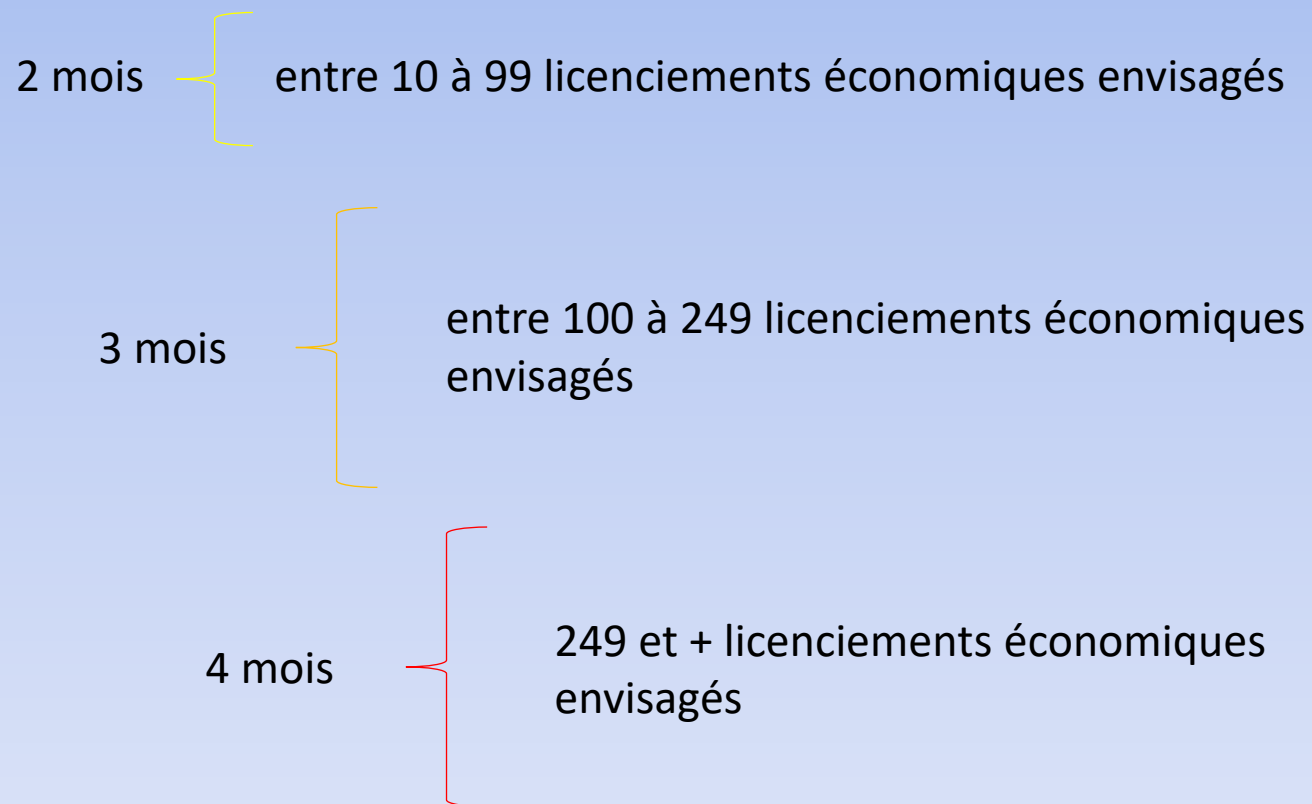 2 mois
entre 10 à 99 licenciements économiques envisagés
3 mois
entre 100 à 249 licenciements économiques
envisagés
4 mois
249 et + licenciements économiques
envisagés